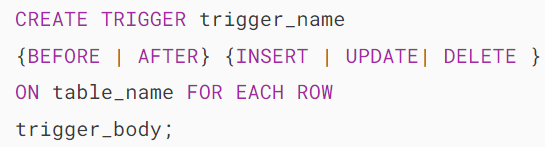 CREATE TRIGGER trigger_name
{BEFORE | AFTER} {INSERT | UPDATE| DELETE }
ON table_name FOR EACH ROW
trigger_body;